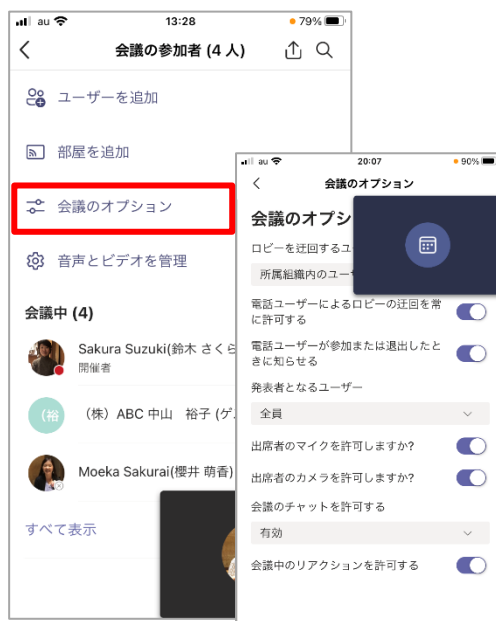 au 13:28 79%
会議の参加者 (4 人)
ユーザーを追加
部屋を追加
会議のオプション
音声とビデオを管理
会議中 (4)
Sakura Suzuki(鈴木 さくら
開催者
(裕 (株) ABC 中山 裕子 (ゲ
Moeka Sakurai(櫻井 萌香)
すべて表示
au 20:07 90%
会議のオプション
会議のオプシ
ロビーを迂回するユ
所属組織内のユー
電話ユーザーによるロビーの迂回を常
に許可する
電話ユーザーが参加または退出したと
きに知らせる
発表者となるユーザー
全員
出席者のマイクを許可しますか?
出席者のカメラを許可しますか?
会議のチャットを許可する
有効
会議中のリアクションを許可する